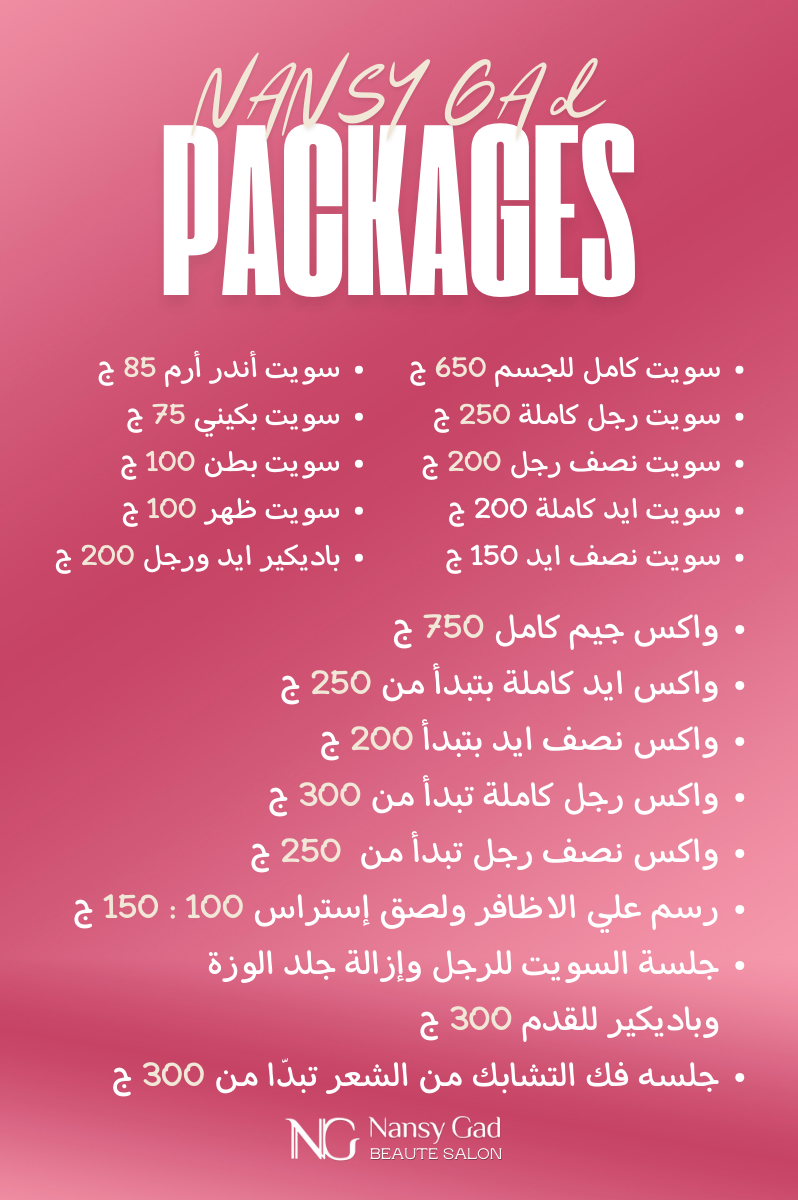 NANSY GAd
PACKAGES
سويت كامل للجسم 650 ج
سويت رجل كاملة 250 ج
سويت نصف رجل 200 ج
سويت ايد كاملة 200 ج
سويت نصف ايد 150 ج
سويت أندر أرم 85 ج
سويت بكيني 75 ج
سويت بطن 100 ج
سويت ظهر 100 ج
باديكير ايد ورجل 200 ج
واكس جيم كامل 750 ج
واكس ايد كاملة بتبدأ من 250 ج
واكس نصف ايد بتبدأ 200 ج
واكس رجل كاملة تبدأ من 300 ج
واكس نصف رجل تبدأ من 250 ج
رسم علي الاظافر ولصق إستراس 100 : 150 ج
جلسة السويت للرجل وإزالة جلد الوزة
وباديكير للقدم 300 ج
جلسه فك التشابك من الشعر تبدّا من 300 ج
NG Nansy Gad
BEAUTE SALON